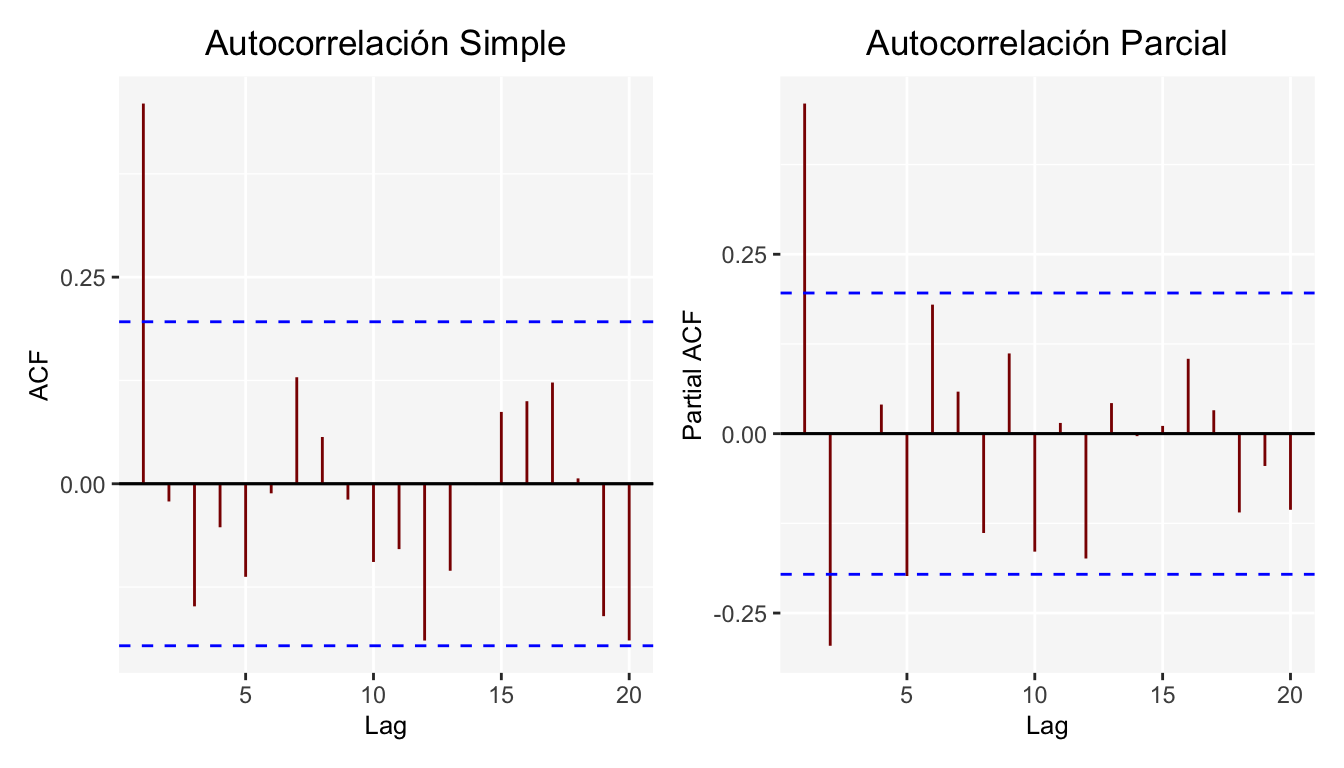 Autocorrelación Simple
ACF
0.25
0.00
5 10 15 20
Lag
Autocorrelación Parcial
Partial ACF
0.25
0.00
-0.25
5 10 15 20
Lag